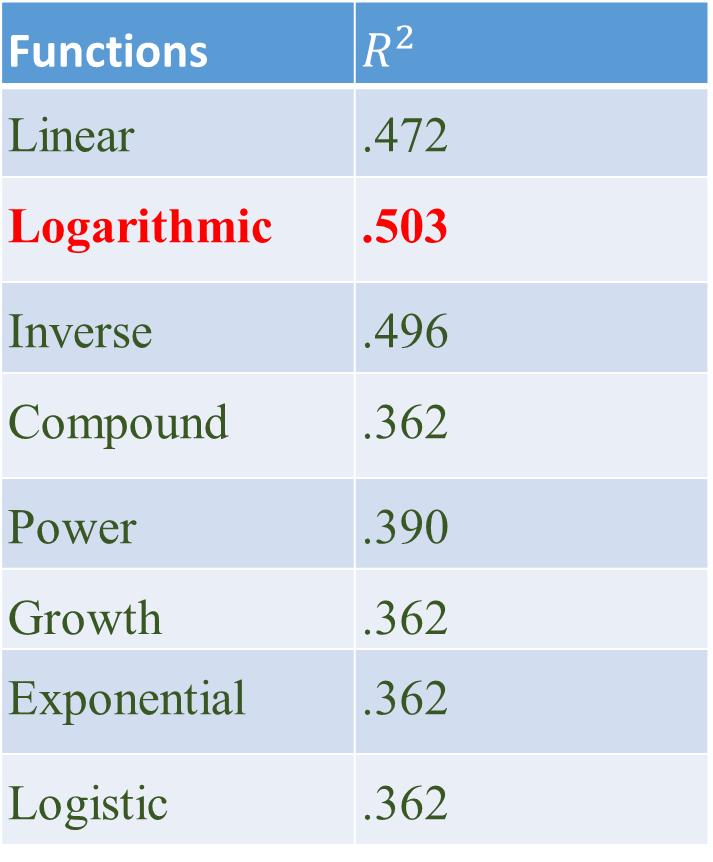 Functions R²
Linear .472
Logarithmic .503
Inverse .496
Compound .362
Power .390
Growth .362
Exponential .362
Logistic .362